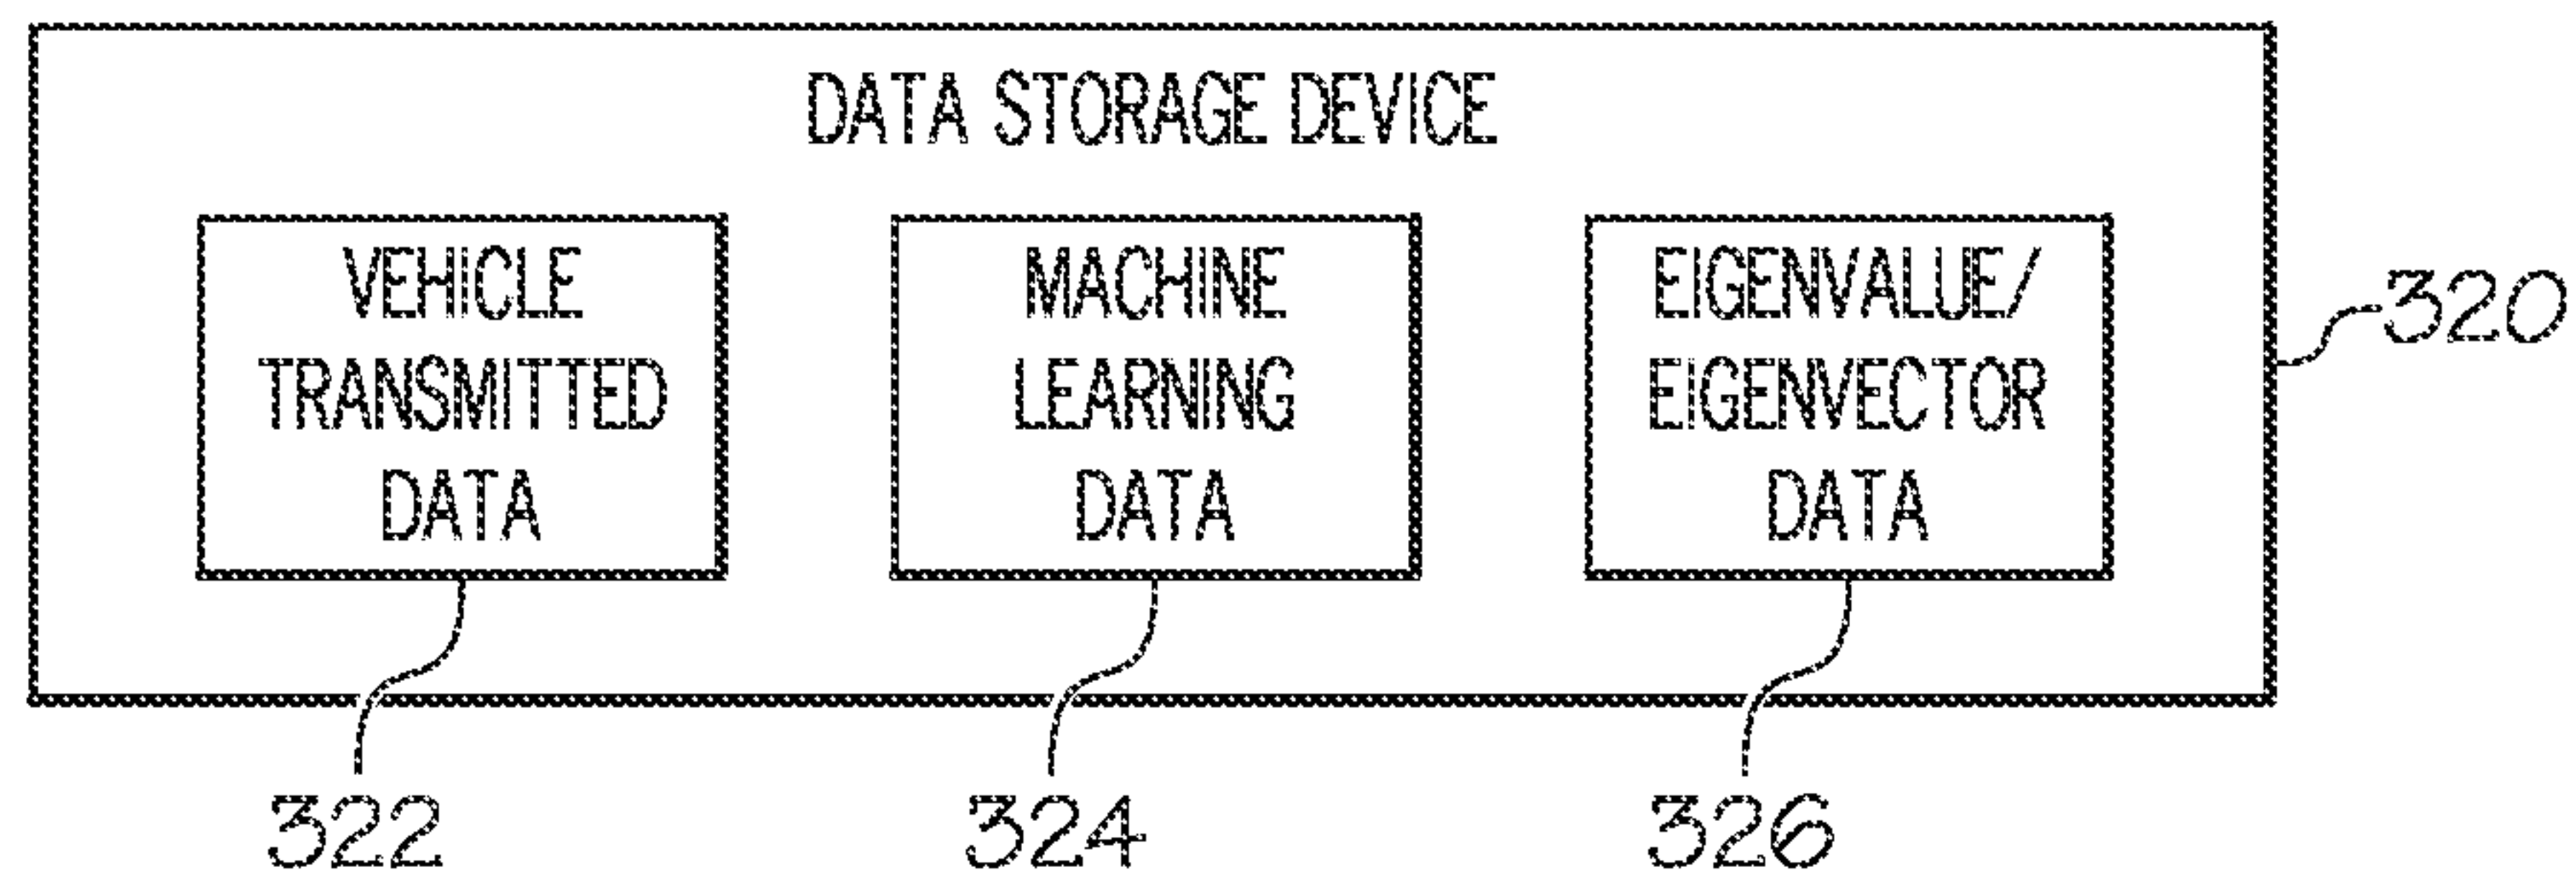 DATA STORAGE DEVICE
VEHICLE
TRANSMITTED
DATA
MACHINE
LEARNING
DATA
EIGENVALUE/
EIGENVECTOR
DATA
320
322
324
326